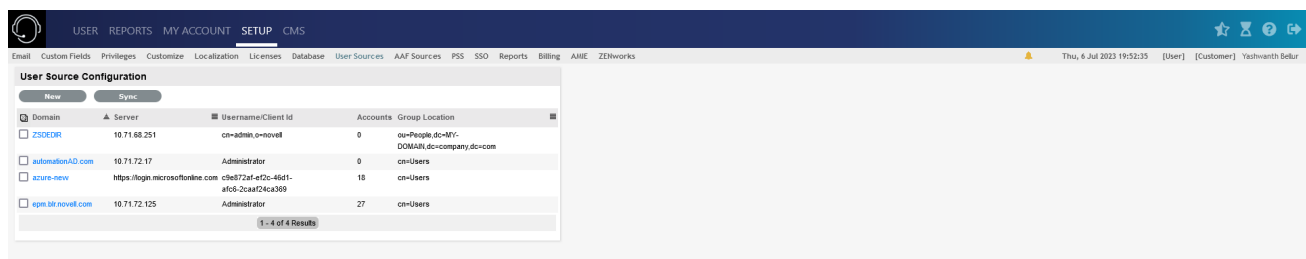 USER REPORTS MY ACCOUNT SETUP CMS
Email Custom Fields Privileges Customize Localization Licenses Database User Sources AAF Sources PSS SSO Reports Billing AMIE ZENworks Thu, 6 Jul 2023 19:52:35 [User] [Customer] Yashwanth Bellur
User Source Configuration
New Sync
Domain Server Username/Client Id Accounts Group Location
ZSDEDIR 10.71.68.251 cn=admin,o=novell 0 ou=People,dc=MY-
DOMAIN,dc=company,dc=com
automationAD.com 10.71.72.17 Administrator 0 cn=Users
azure-new https://login.microsoftonline.com c9e872af-ef2c-46d1- 18 cn=Users
afc6-2caaf24ca369
epm.blr.novell.com 10.71.72.125 Administrator 27 cn=Users
1 - 4 of 4 Results